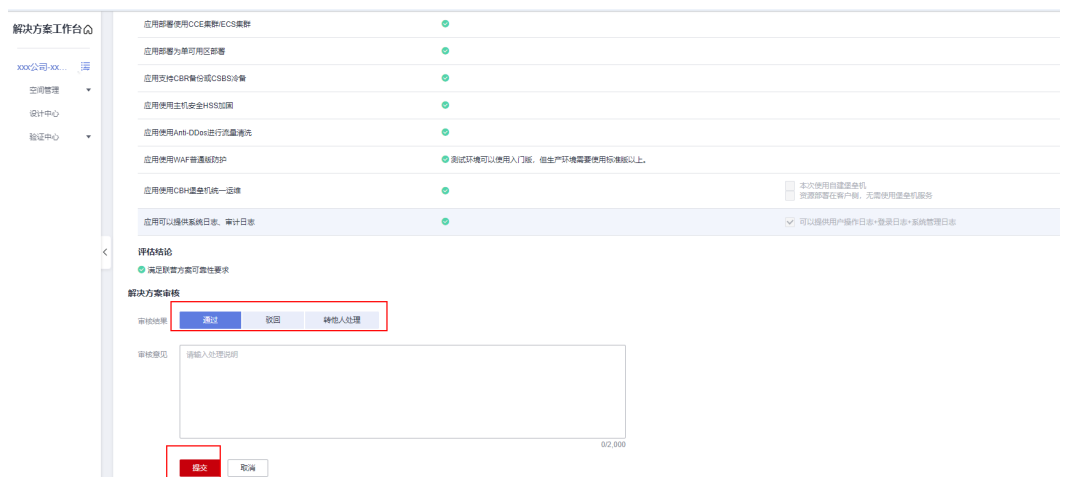 解决方案工作台
xxx公司-xx...
空间管理
设计中心
验证中心
应用部署使用CCE集群/ECS集群
应用部署为单可用区部署
应用支持CBR备份或CSBS冷备
应用使用主机安全HSS加固
应用使用Anti-DDos进行流量清洗
应用使用WAF普通版防护
测试环境可以使用入门版，但生产环境需要使用标准版以上。
应用使用CBH堡垒机统一运维
本次使用自建堡垒机
资源部署在客户侧，无需使用堡垒机服务
应用可以提供系统日志、审计日志
可以提供用户操作日志+登录日志+系统管理日志
评估结论
满足联营方案可靠性要求
解决方案审核
审核结果
通过
驳回
转他人处理
审核意见
请输入处理说明
0/2,000
提交
取消